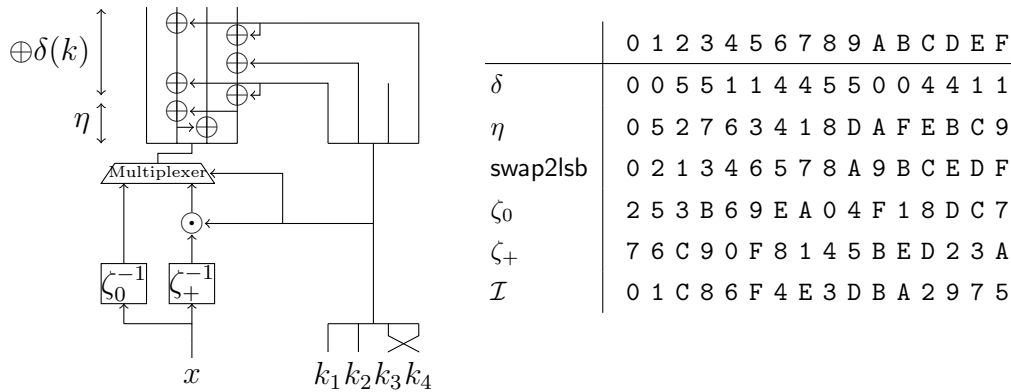 ⊕δ(k)
η
Multiplexer
⊙
ζ₀⁻¹ ζ₊⁻¹
x k₁ k₂ k₃ k₄
0 1 2 3 4 5 6 7 8 9 A B C D E F
δ 0 0 5 5 1 1 4 4 5 5 0 0 4 4 1 1
η 0 5 2 7 6 3 4 1 8 D A F E B C 9
swap2lsb 0 2 1 3 4 6 5 7 8 A 9 B C E D F
ζ₀ 2 5 3 B 6 9 E A 0 4 F 1 8 D C 7
ζ₊ 7 6 C 9 0 F 8 1 4 5 B E D 2 3 A
ℐ 0 1 C 8 6 F 4 E 3 D B A 2 9 7 5